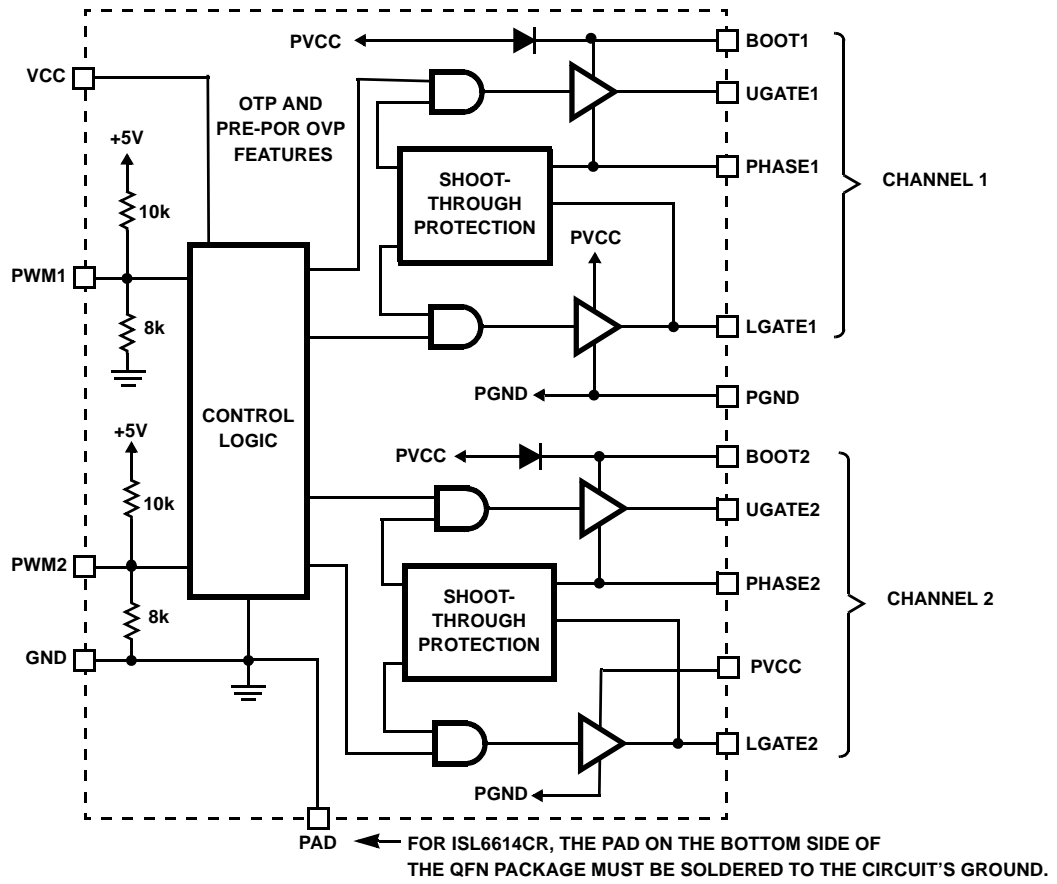 PVCC
BOOT1
VCC
OTP AND
PRE-POR OVP
FEATURES
UGATE1
+5V
10k
SHOOT-
THROUGH
PROTECTION
PHASE1
CHANNEL 1
PVCC
PWM1
8k
LGATE1
PGND
PGND
CONTROL
LOGIC
+5V
PVCC
BOOT2
10k
UGATE2
PWM2
SHOOT-
THROUGH
PROTECTION
PHASE2
CHANNEL 2
8k
GND
PVCC
LGATE2
PGND
PAD
FOR ISL6614CR, THE PAD ON THE BOTTOM SIDE OF
THE QFN PACKAGE MUST BE SOLDERED TO THE CIRCUIT'S GROUND.